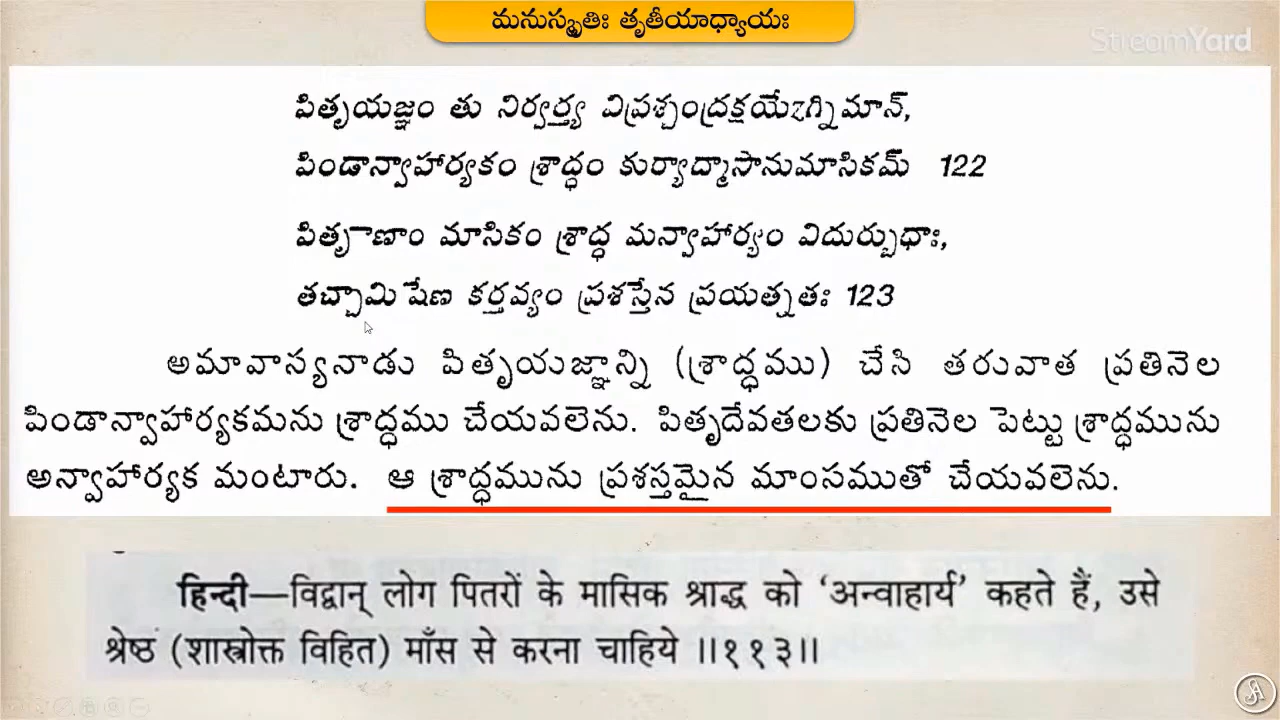 మనుస్మృతిః తృతీయాధ్యాయః
StreamYard
పితృయజ్ఞం తు నిర్వర్త్య విప్రశ్చంద్రక్షయేఽగ్నిమాన్,
పిండాన్వాహార్యకం శ్రాద్ధం కుర్యాద్మాసానుమాసికమ్ 122
పితౄణాం మాసికం శ్రాద్ధ మన్వాహార్యం విదుర్బుధాః,
తచ్చామిషేణ కర్తవ్యం ప్రశస్తేన ప్రయత్నతః 123
అమావాస్యనాడు పితృయజ్ఞాన్ని (శ్రాద్ధము) చేసి తరువాత ప్రతినెల
పిండాన్వాహార్యకమను శ్రాద్ధము చేయవలెను. పితృదేవతలకు ప్రతినెల పెట్టు శ్రాద్ధమును
అన్వాహార్యక మంటారు. ఆ శ్రాద్ధమును ప్రశస్తమైన మాంసముతో చేయవలెను.
हिन्दी—विद्वान् लोग पितरों के मासिक श्राद्ध को ‘अन्वाहार्य’ कहते हैं, उसे
श्रेष्ठ (शास्त्रोक्त विहित) माँस से करना चाहिये ॥११३॥